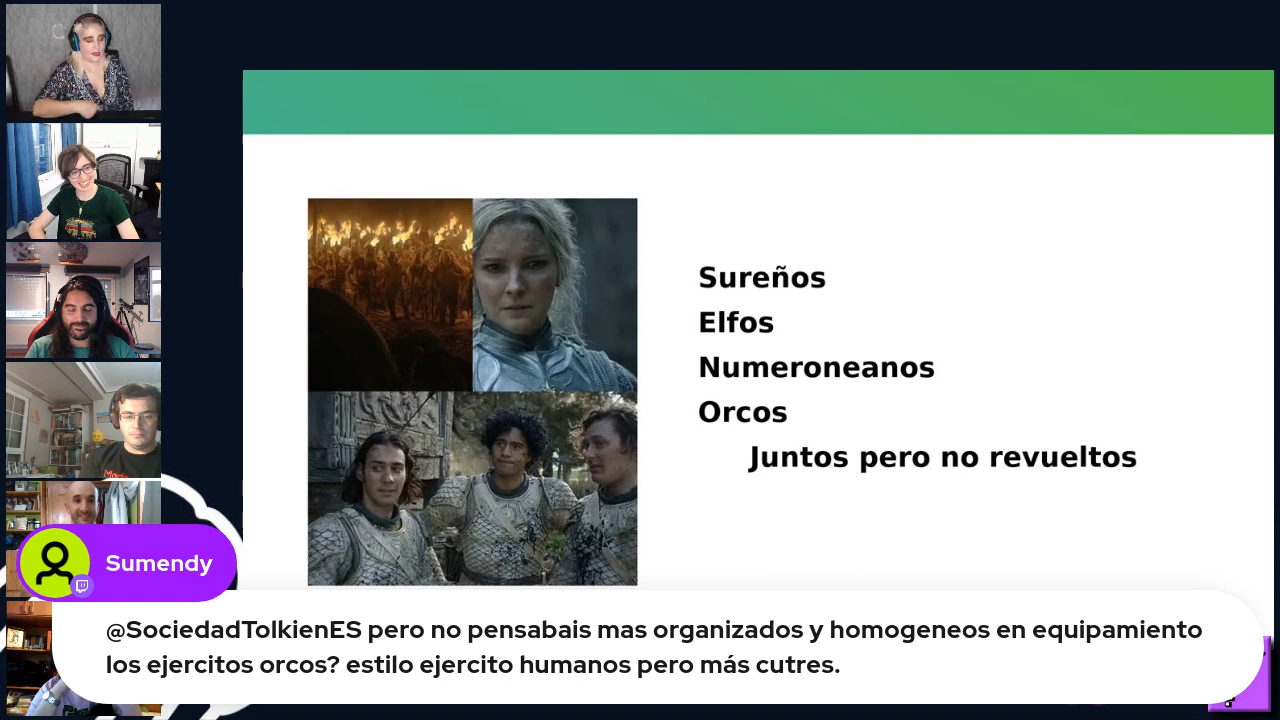 Sureños
Elfos
Numeroneanos
Orcos
Juntos pero no revueltos
Sumendy
@SociedadTolkienES pero no pensabais mas organizados y homogeneos en equipamiento
los ejercitos orcos? estilo ejercito humanos pero más cutres.